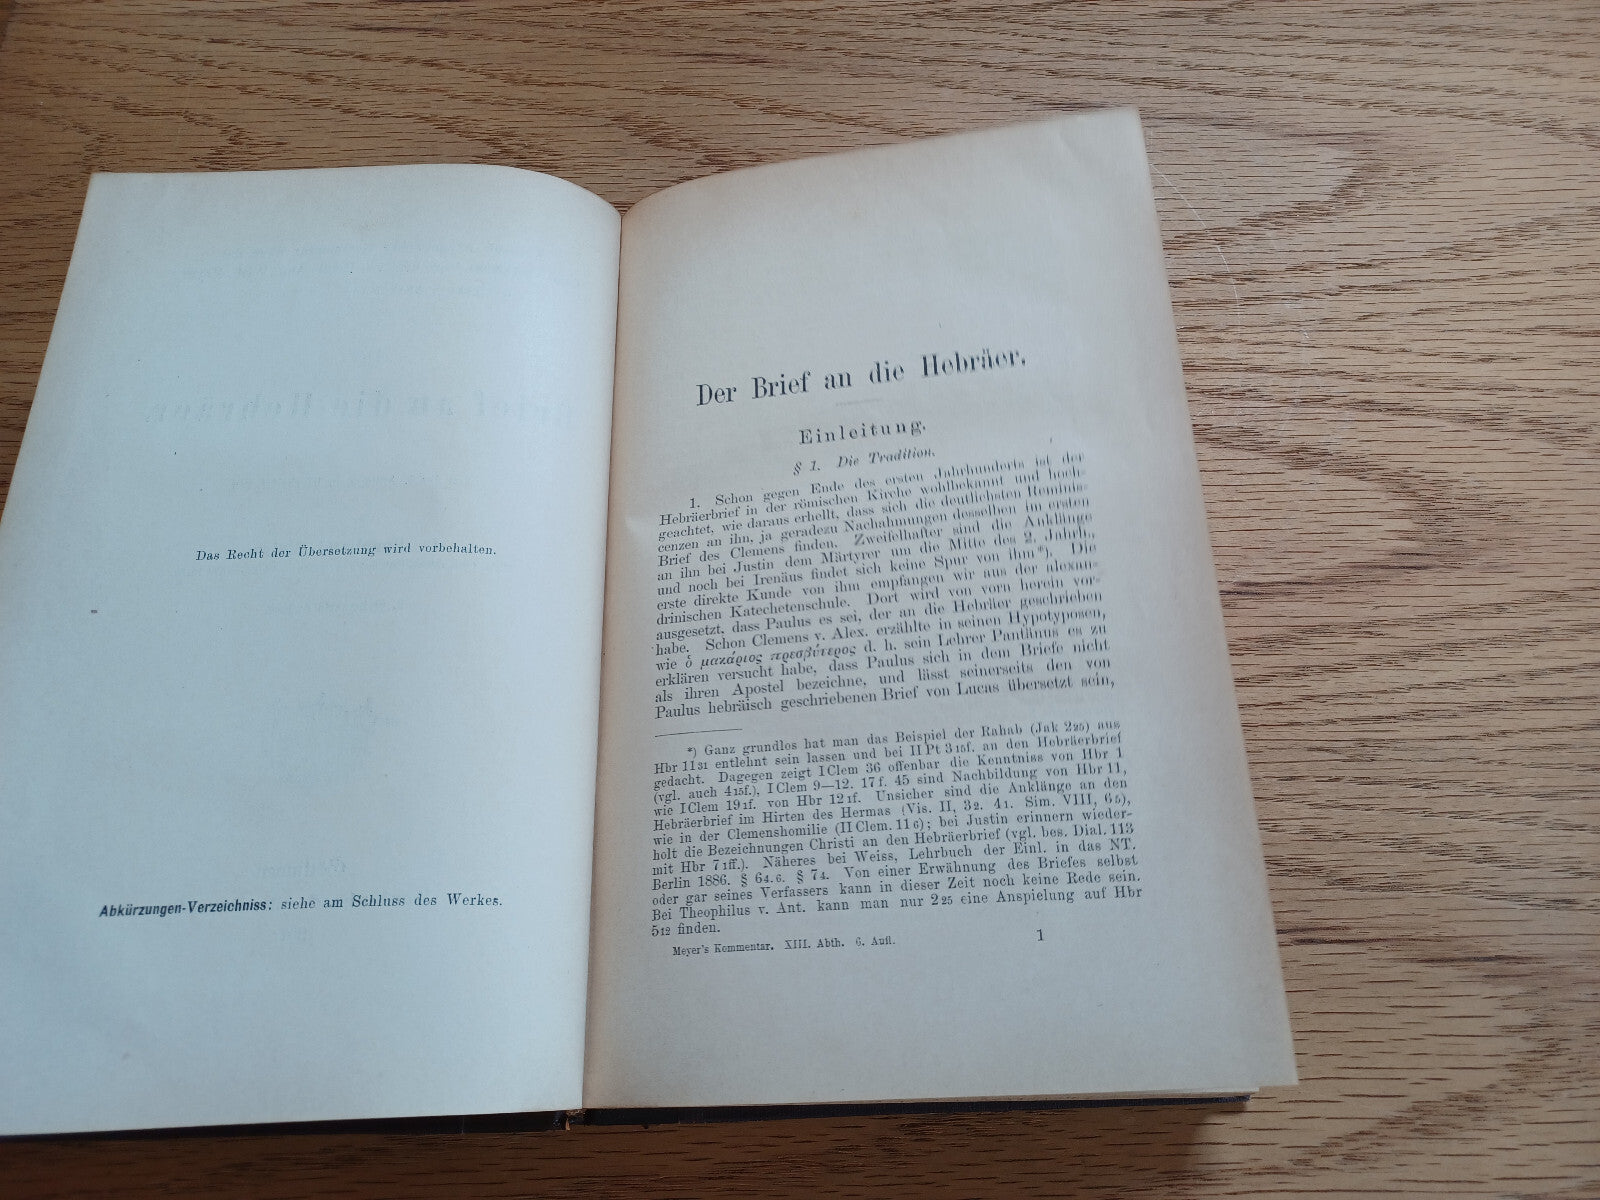 Das Recht der Übersetzung wird vorbehalten.
Abkürzungen-Verzeichniss: siehe am Schluss des Werkes.
Der Brief an die Hebräer.
Einleitung.
§ 1. Die Tradition.
1. Schon gegen Ende des ersten Jahrhunderts ist der
Hebräerbrief in der römischen Kirche wohlbekannt und hoch-
geachtet, wie daraus erhellt, dass sich die deutlichsten Reminis-
cenzen an ihn, ja geradezu Nachahmungen desselben im ersten
Brief des Clemens finden. Zweifelhafter sind die Anklänge
an ihn bei Justin dem Märtyrer um die Mitte des 2. Jahrh.,
und noch bei Irenäus findet sich keine Spur von ihm*). Die
erste direkte Kunde von ihm empfangen wir aus der alexan-
drinischen Katechetenschule. Dort wird von vorn herein vor-
ausgesetzt, dass Paulus es sei, der an die Hebräer geschrieben
habe. Schon Clemens v. Alex. erzählte in seinen Hypotyposen,
wie ὁ μακάριος πρεσβύτερος d. h. sein Lehrer Pantänus es zu
erklären versucht habe, dass Paulus sich in dem Briefe nicht
als ihren Apostel bezeichne, und lässt seinerseits den von
Paulus hebräisch geschriebenen Brief von Lucas übersetzt sein,
*) Ganz grundlos hat man das Beispiel der Rahab (Jak 2 25) aus
Hbr 11 31 entlehnt sein lassen und bei II Pt 3 15f. an den Hebräerbrief
gedacht. Dagegen zeigt I Clem 36 offenbar die Kenntniss von Hbr 1
(vgl. auch 4 15f.), I Clem 9—12. 17 f. 45 sind Nachbildung von Hbr 11,
wie I Clem 19 1f. von Hbr 12 1f. Unsicher sind die Anklänge an den
Hebräerbrief im Hirten des Hermas (Vis. II, 3 2. 4 1. Sim. VIII, 6 5),
wie in der Clemenshomilie (II Clem. 11 6); bei Justin erinnern wieder-
holt die Bezeichnungen Christi an den Hebräerbrief (vgl. bes. Dial. 113
mit Hbr 7 1ff.). Näheres bei Weiss, Lehrbuch der Einl. in das NT.
Berlin 1886. § 6 4. 6. § 7 4. Von einer Erwähnung des Briefes selbst
oder gar seines Verfassers kann in dieser Zeit noch keine Rede sein.
Bei Theophilus v. Ant. kann man nur 2 25 eine Anspielung auf Hbr
5 12 finden.
Meyer's Kommentar. XIII. Abth. 6. Aufl. 1